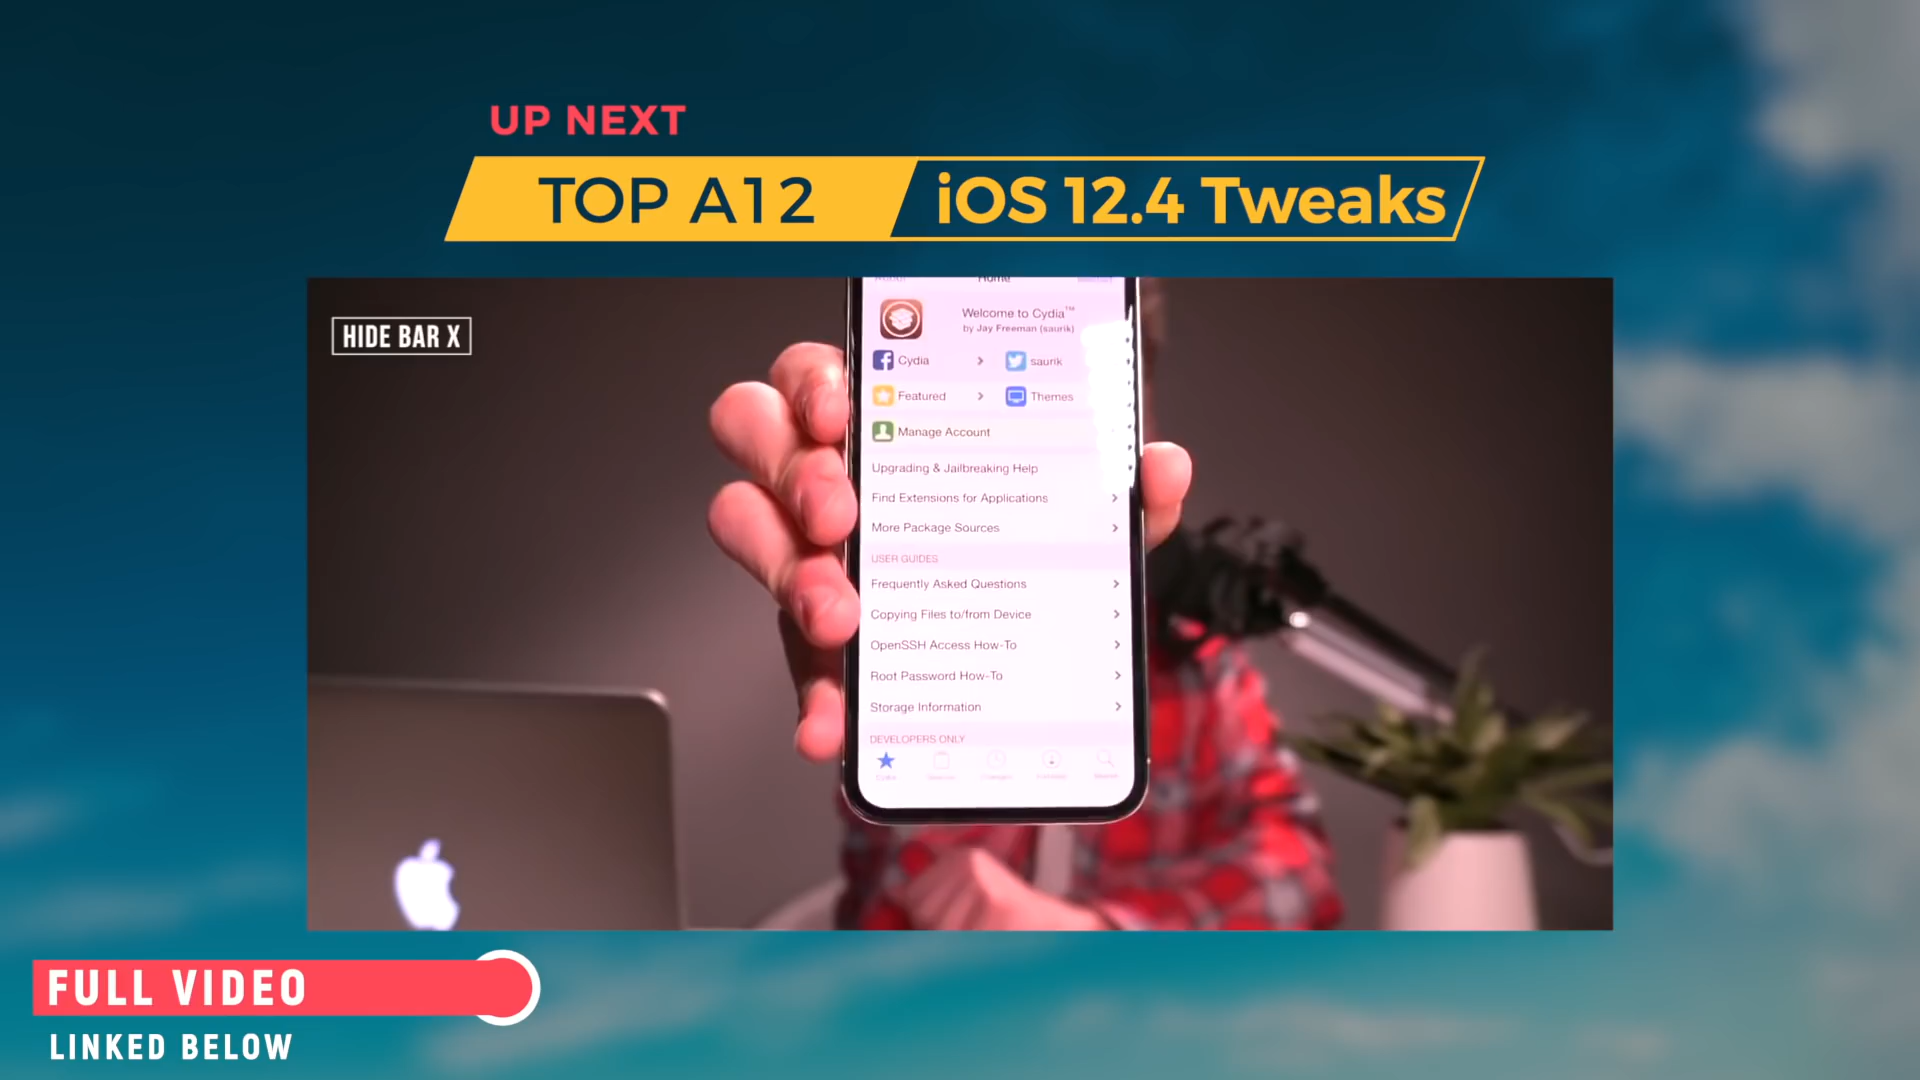 UP NEXT
TOP A12 iOS 12.4 Tweaks
HIDE BAR X
Home
Welcome to Cydia™
by Jay Freeman (saurik)
Cydia
saurik
Featured
Themes
Manage Account
Upgrading & Jailbreaking Help
Find Extensions for Applications
More Package Sources
USER GUIDES
Frequently Asked Questions
Copying Files to/from Device
OpenSSH Access How-To
Root Password How-To
Storage Information
DEVELOPERS ONLY
Cydia
FULL VIDEO
LINKED BELOW